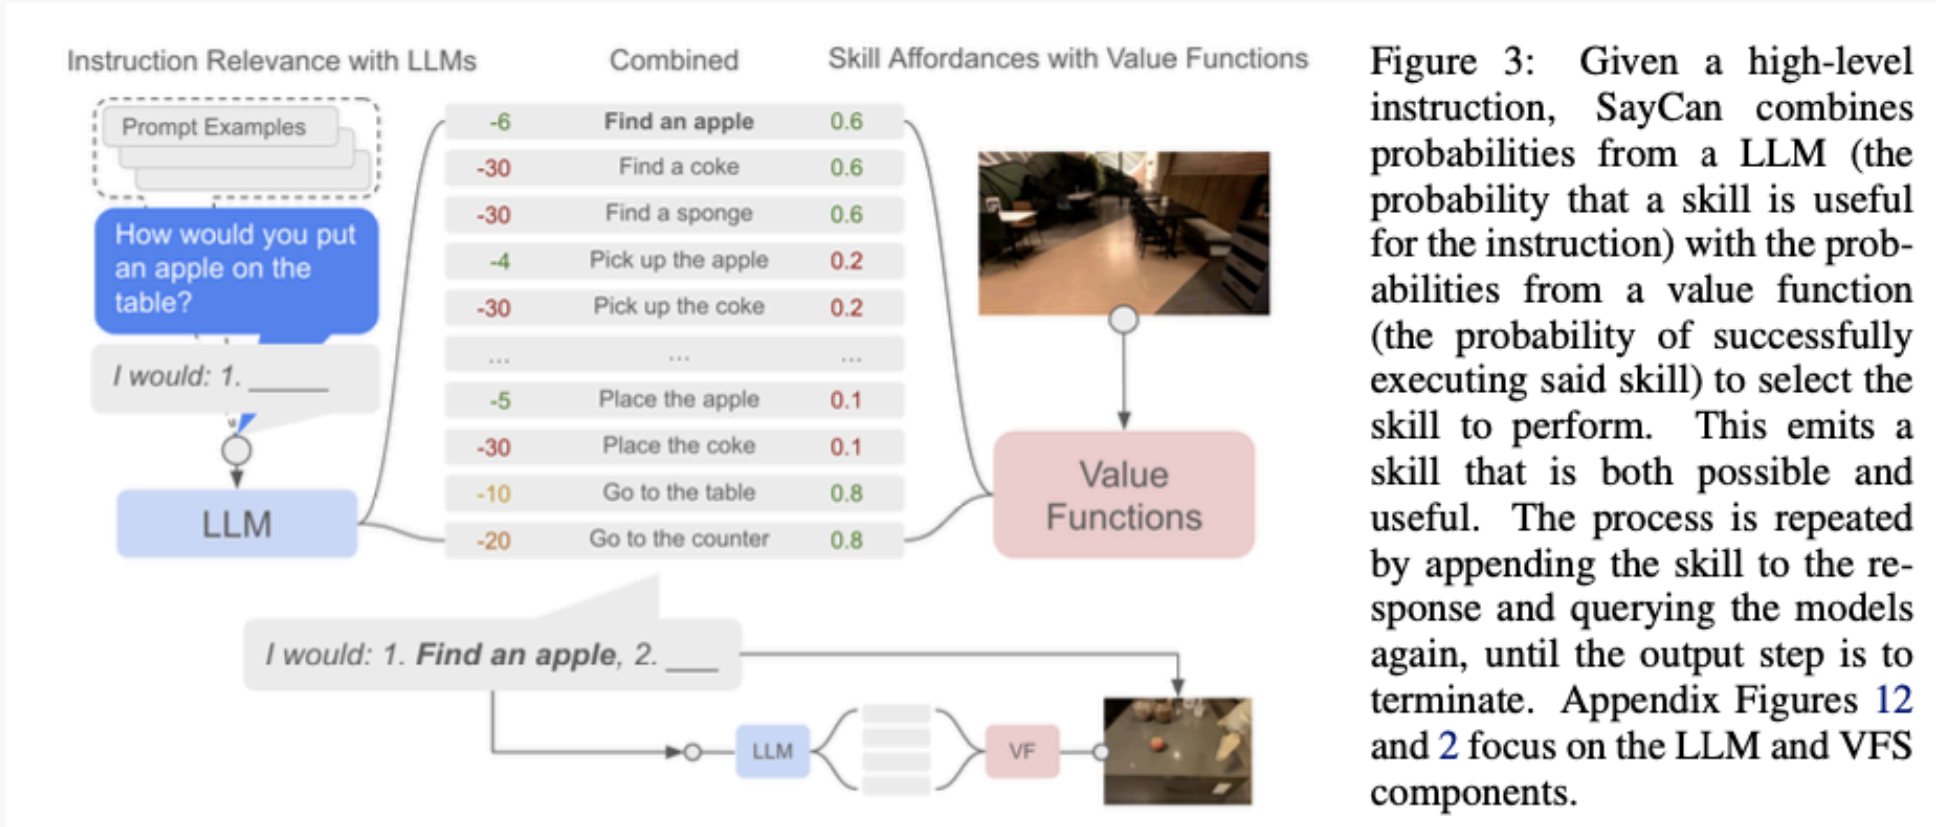 Instruction Relevance with LLMs
Combined
Skill Affordances with Value Functions
Prompt Examples
How would you put
an apple on the
table?
I would: 1. _____
LLM
-6 Find an apple 0.6
-30 Find a coke 0.6
-30 Find a sponge 0.6
-4 Pick up the apple 0.2
-30 Pick up the coke 0.2
... ... ...
-5 Place the apple 0.1
-30 Place the coke 0.1
-10 Go to the table 0.8
-20 Go to the counter 0.8
Value
Functions
I would: 1. Find an apple, 2. ___
LLM
VF
Figure 3: Given a high-level
instruction, SayCan combines
probabilities from a LLM (the
probability that a skill is useful
for the instruction) with the prob-
abilities from a value function
(the probability of successfully
executing said skill) to select the
skill to perform. This emits a
skill that is both possible and
useful. The process is repeated
by appending the skill to the re-
sponse and querying the models
again, until the output step is to
terminate. Appendix Figures 12
and 2 focus on the LLM and VFS
components.